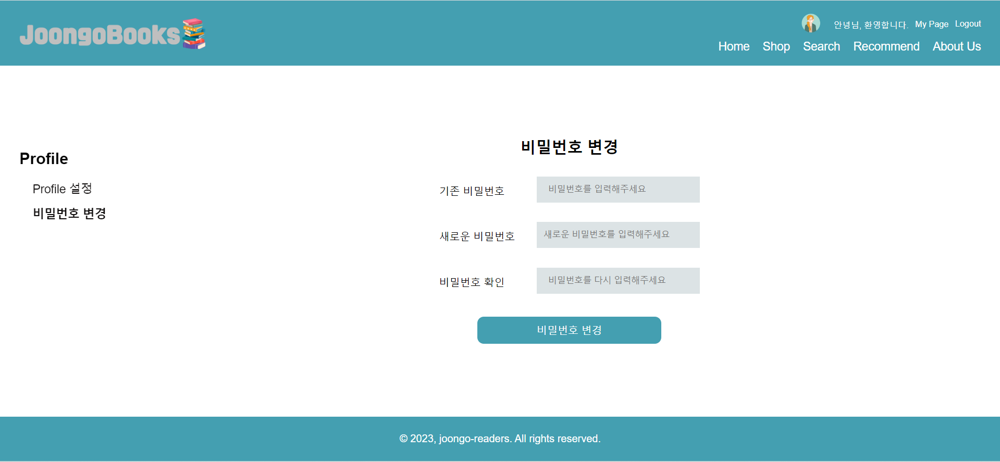 JoongoBooks
안녕님, 환영합니다. My Page Logout
Home Shop Search Recommend About Us
Profile
Profile 설정
비밀번호 변경
비밀번호 변경
기존 비밀번호 비밀번호를 입력해주세요
새로운 비밀번호 새로운 비밀번호를 입력해주세요
비밀번호 확인 비밀번호를 다시 입력해주세요
비밀번호 변경
© 2023, joongo-readers. All rights reserved.